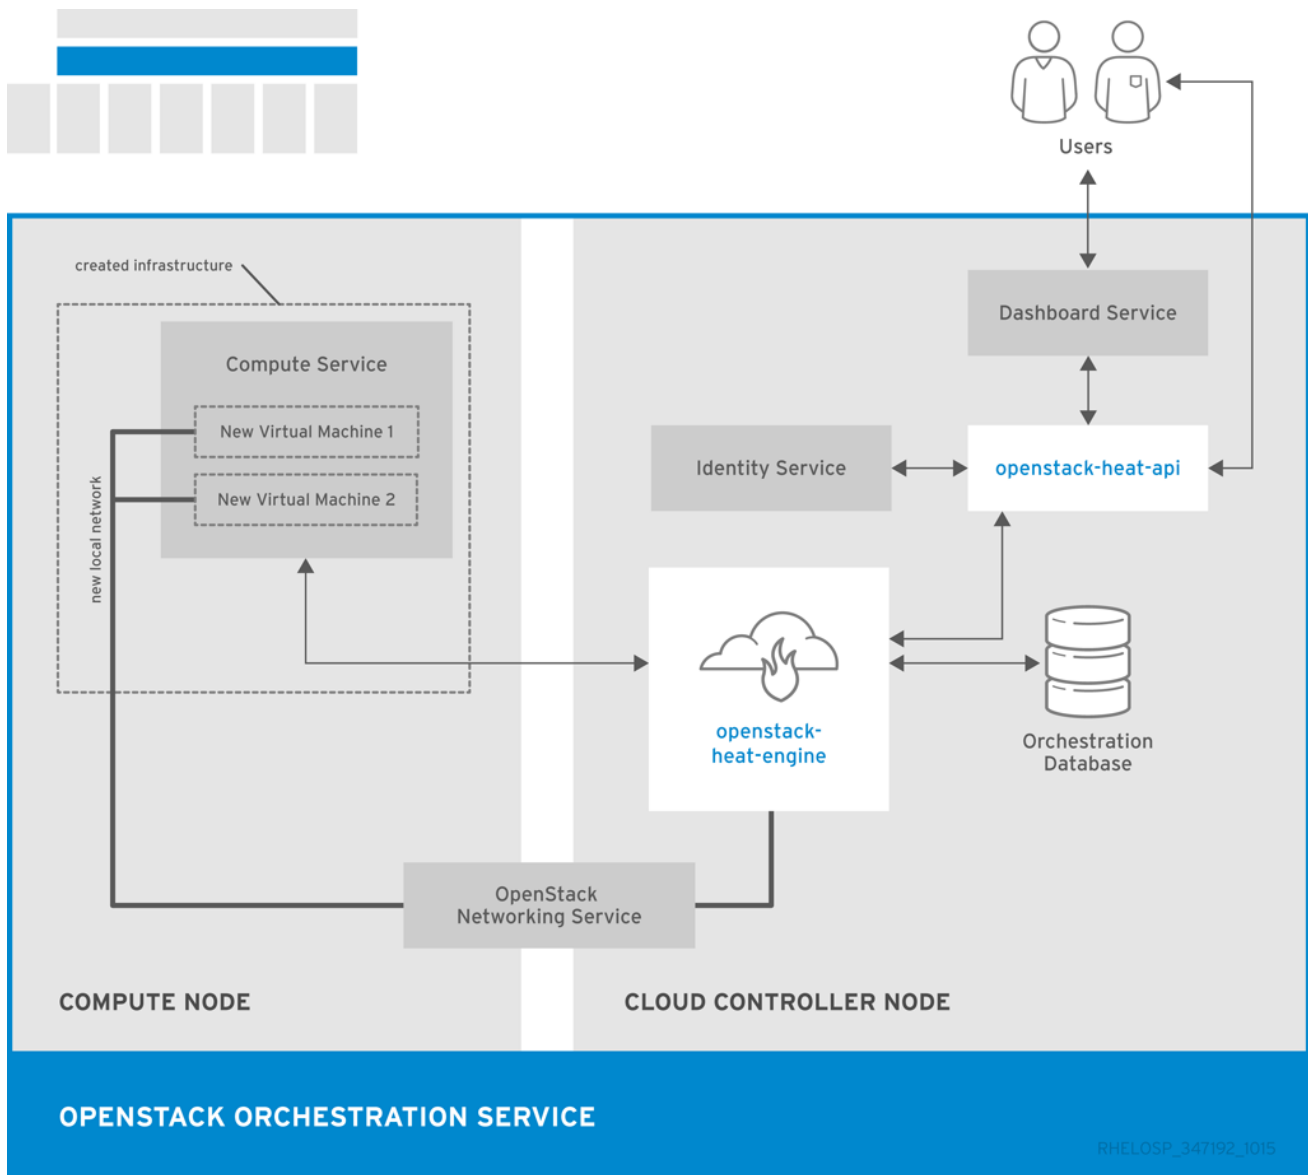 Users
created infrastructure
Dashboard Service
Compute Service
New Virtual Machine 1
Identity Service
openstack-heat-api
New Virtual Machine 2
new local network
openstack-
heat-engine
Orchestration
Database
OpenStack
Networking Service
COMPUTE NODE
CLOUD CONTROLLER NODE
OPENSTACK ORCHESTRATION SERVICE
RHELOSP_347192_1015